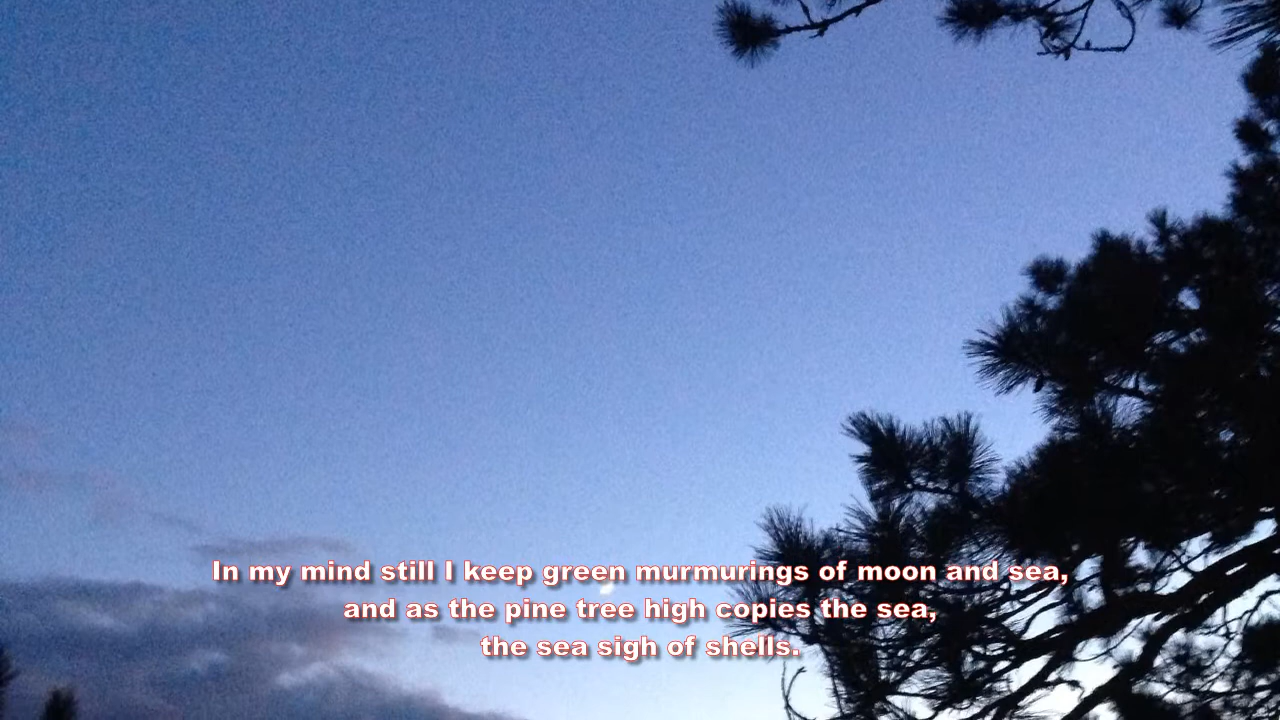 In my mind still I keep green murmurings of moon and sea,
and as the pine tree high copies the sea,
the sea sigh of shells.